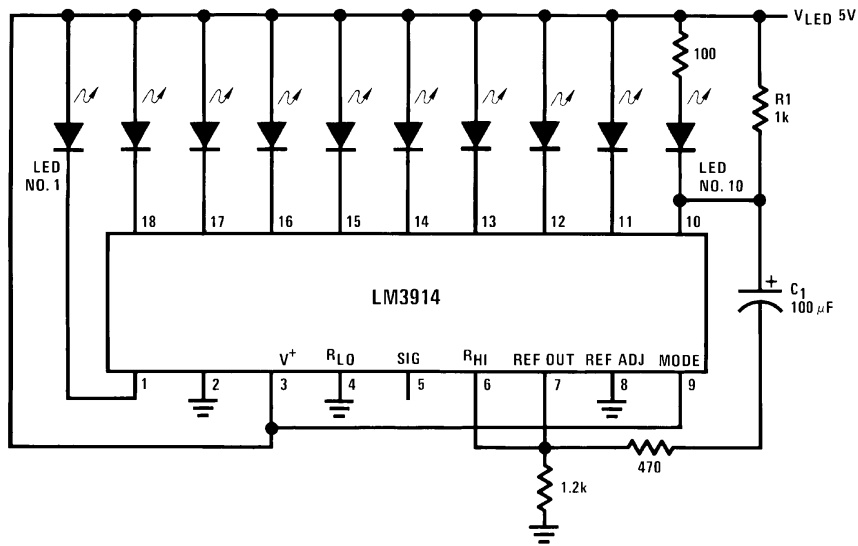 V_LED 5V
100
R1
1k
LED
NO. 1
LED
NO. 10
18 17 16 15 14 13 12 11 10
LM3914
C1
100 μF
V+ RLO SIG RHI REF OUT REF ADJ MODE
1 2 3 4 5 6 7 8 9
470
1.2k
+